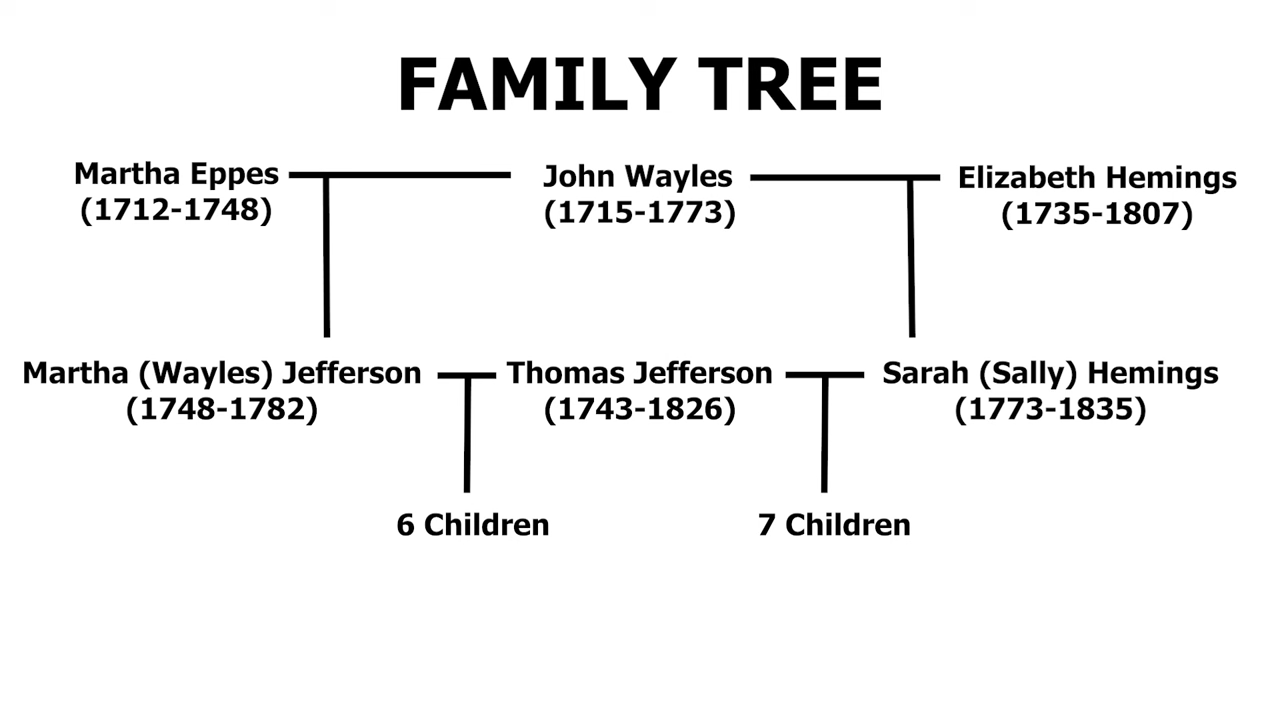 FAMILY TREE
Martha Eppes
(1712-1748)
John Wayles
(1715-1773)
Elizabeth Hemings
(1735-1807)
Martha (Wayles) Jefferson
(1748-1782)
Thomas Jefferson
(1743-1826)
Sarah (Sally) Hemings
(1773-1835)
6 Children
7 Children